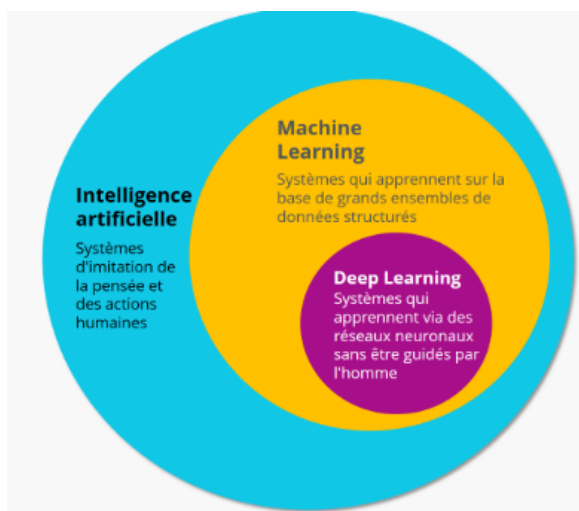 Intelligence
artificielle
Systèmes
d'imitation de
la pensée et
des actions
humaines
Machine
Learning
Systèmes qui apprennent sur la
base de grands ensembles de
données structurés
Deep Learning
Systèmes qui
apprennent via des
réseaux neuronaux
sans être guidés par
l'homme